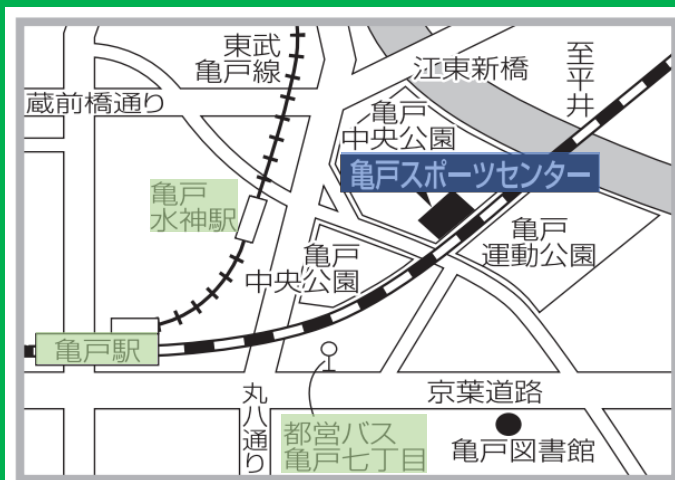 東武
亀戸線
江東新橋
至平井
蔵前橋通り
亀戸
中央公園
亀戸スポーツセンター
亀戸
水神駅
亀戸
中央公園
亀戸
運動公園
亀戸駅
丸八通り
都営バス
亀戸七丁目
京葉道路
亀戸図書館